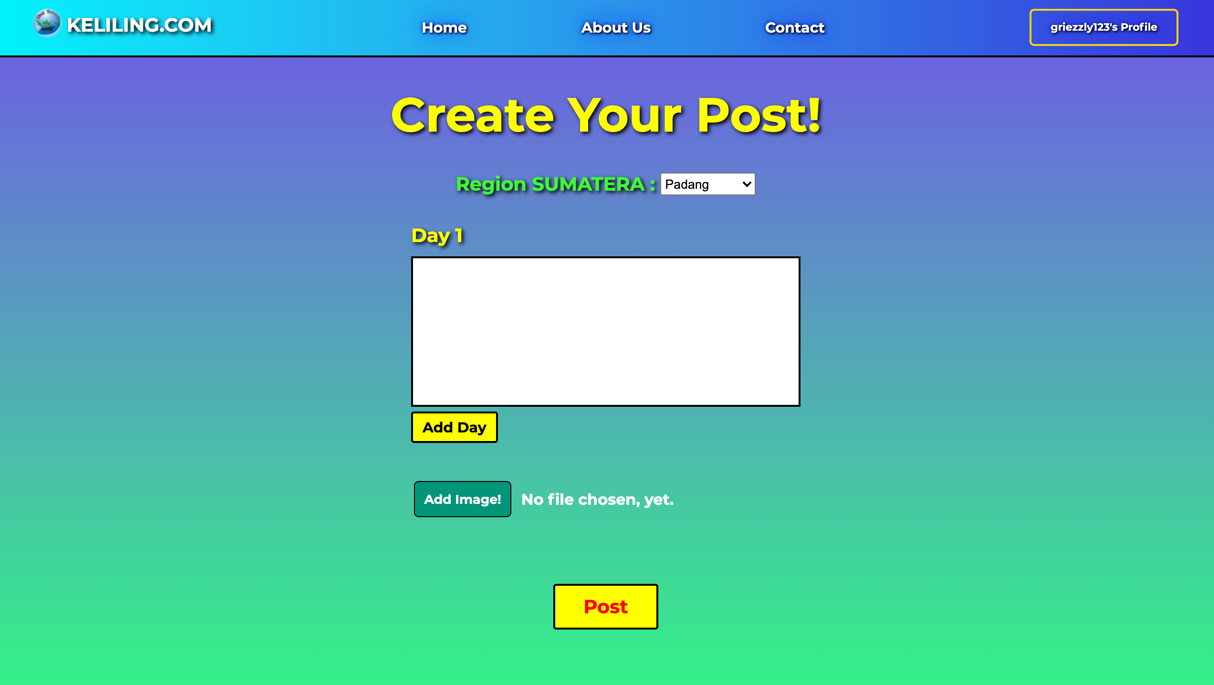 KELILING.COM
Home
About Us
Contact
griezzly123's Profile
Create Your Post!
Region SUMATERA : Padang
Day 1
Add Day
Add Image! No file chosen, yet.
Post